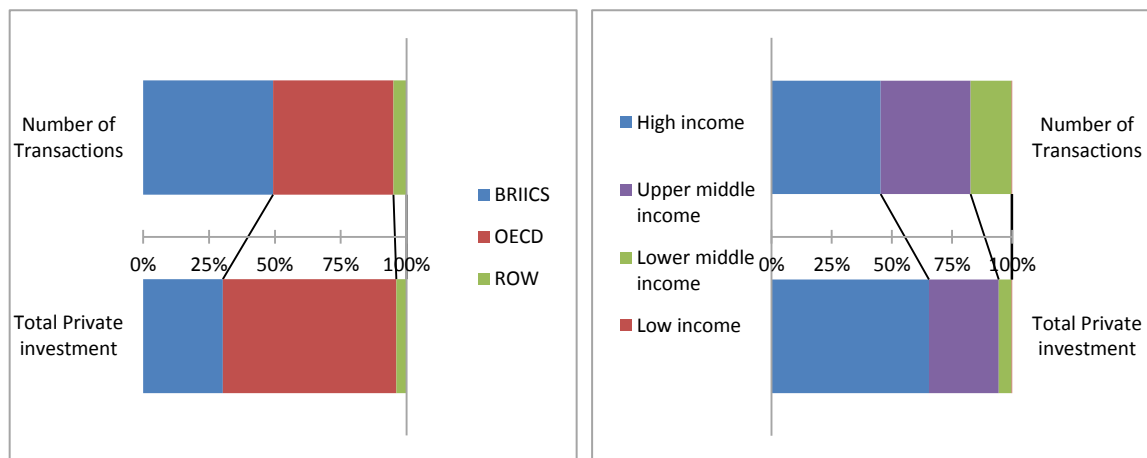 Number of
Transactions
0% 25% 50% 75% 100%
Total Private
investment
BRIICS
OECD
ROW
High income
Upper middle
income
Lower middle
income
Low income
Number of
Transactions
0% 25% 50% 75% 100%
Total Private
investment